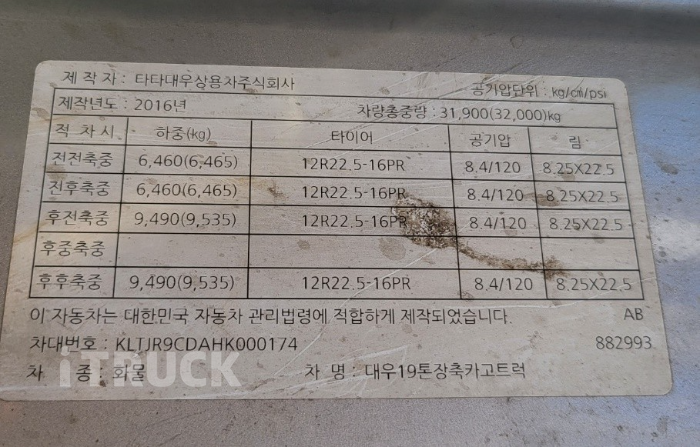 제 작 자 : 타타대우상용차주식회사 공기압단위 : kg/㎠/psi
제작년도 : 2016년 차량총중량 : 31,900(32,000)kg
적 차 시 하중(kg) 타이어 공기압 림
전전축중 6,460(6,465) 12R22.5-16PR 8.4/120 8.25X22.5
전후축중 6,460(6,465) 12R22.5-16PR 8.4/120 8.25X22.5
후전축중 9,490(9,535) 12R22.5-16PR 8.4/120 8.25X22.5
후중축중
후후축중 9,490(9,535) 12R22.5-16PR 8.4/120 8.25X22.5
이 자동차는 대한민국 자동차 관리법령에 적합하게 제작되었습니다. AB
차대번호 : KLTJR9CDAHK000174 882993
차 종 : 화물 차 명 : 대우19톤장축카고트럭
iTRUCK